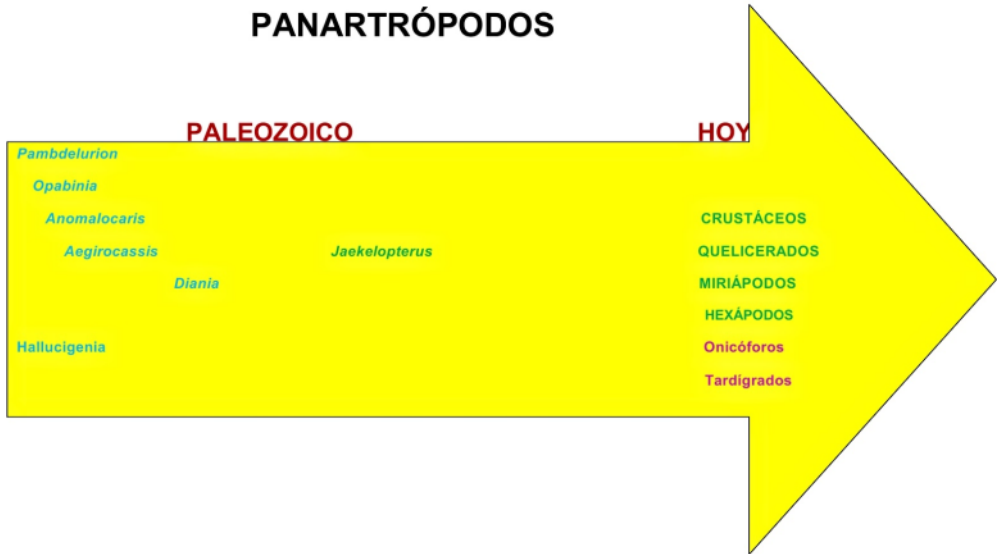 PANARTRÓPODOS
PALEOZOICO HOY
Pambdelurion
Opabinia
Anomalocaris CRUSTÁCEOS
Aegirocassis Jaekelopterus QUELICERADOS
Diania MIRIÁPODOS
HEXÁPODOS
Hallucigenia Onicóforos
Tardígrados